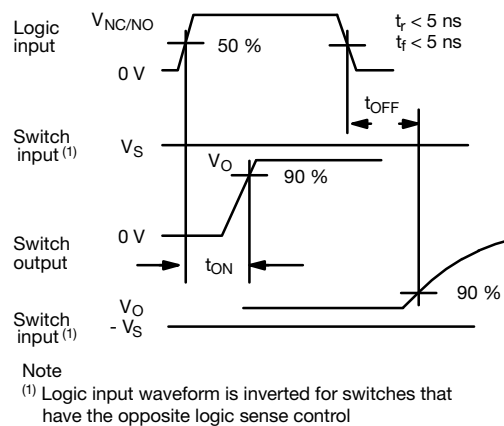 Logic
input
V_NC/NO
50 %
0 V
t_r < 5 ns
t_f < 5 ns
t_OFF
Switch
input (1)
V_S
V_O
90 %
0 V
Switch
output
t_ON
V_O
90 %
- V_S
Switch
input (1)
Note
(1) Logic input waveform is inverted for switches that
have the opposite logic sense control